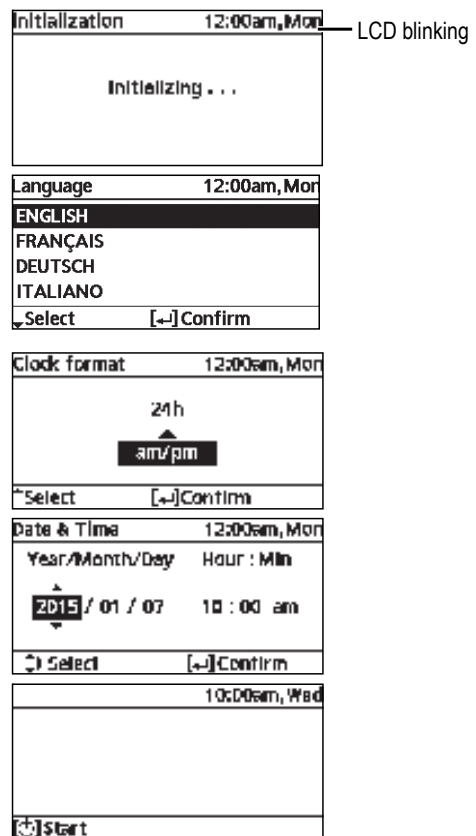 Initialization 12:00am,Mon
LCD blinking
Initializing . . .
Language 12:00am,Mon
ENGLISH
FRANÇAIS
DEUTSCH
ITALIANO
Select [↵]Confirm
Clock format 12:00am,Mon
24h
am/pm
Select [↵]Confirm
Date & Time 12:00am,Mon
Year/Month/Day Hour : Min
2015 / 01 / 07 10 : 00 am
Select [↵]Confirm
10:00am,Wed
[⏻]Start